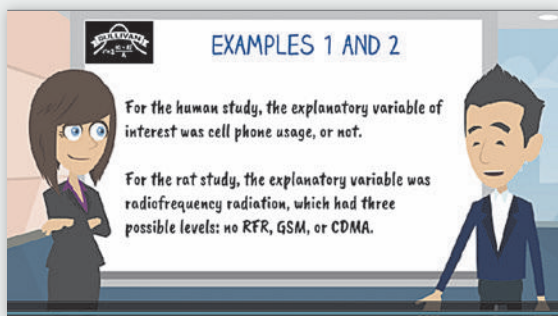 SULLIVAN
EXAMPLES 1 AND 2
For the human study, the explanatory variable of
interest was cell phone usage, or not.
For the rat study, the explanatory variable was
radiofrequency radiation, which had three
possible levels: no RFR, GSM, or CDMA.